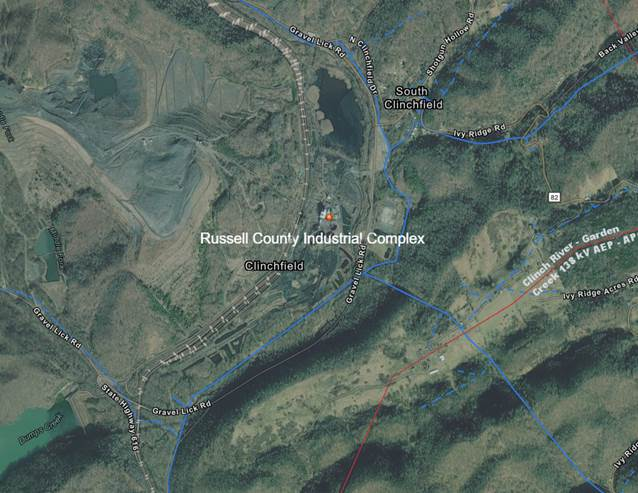 Gravel Lick Rd
N Clinchfield Dr
Shotgun Hollow Rd
Back Valley
South
Clinchfield
Ivy Ridge Rd
82
Russell County Industrial Complex
Clinchfield
Gravel Lick Rd
Clinch River - Garden
Creek 138 kV AEP - AP
Ivy Ridge Acres Rd
Gravel Lick Rd
State Highway 616
Gravel Lick Rd
Dumps Creek
Ivy Rid